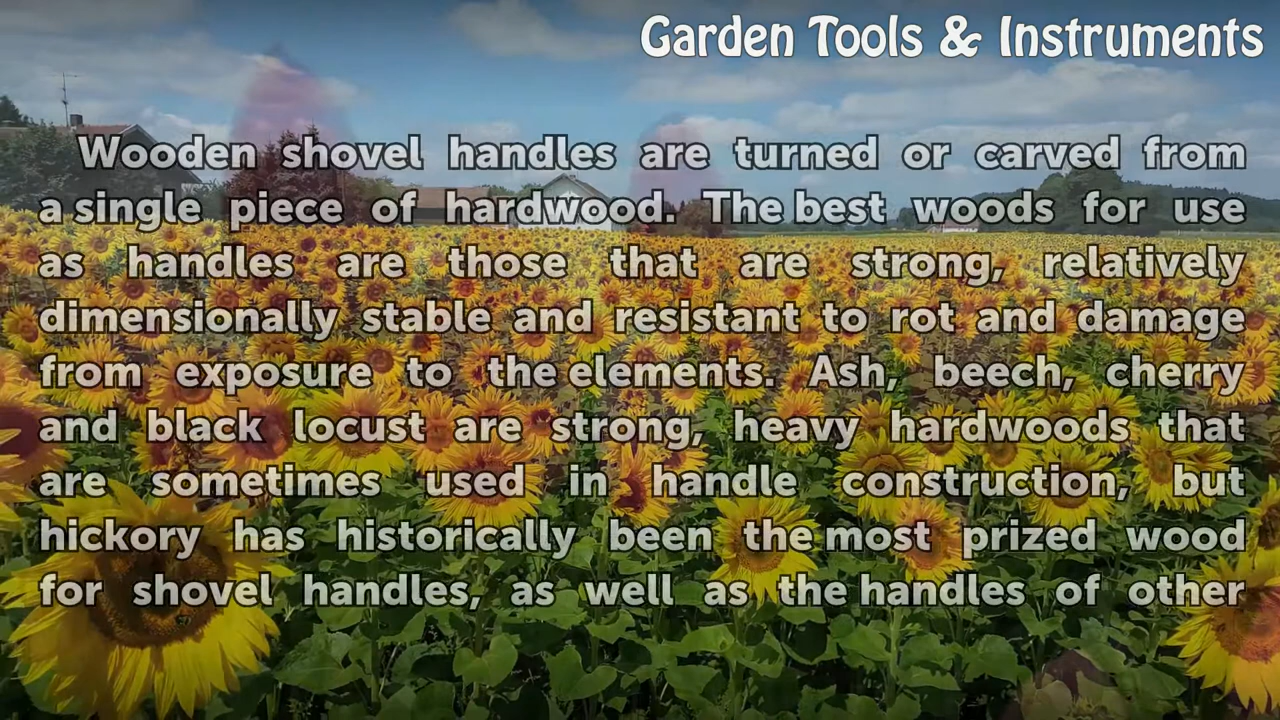 Garden Tools & Instruments
Wooden shovel handles are turned or carved from
a single piece of hardwood. The best woods for use
as handles are those that are strong, relatively
dimensionally stable and resistant to rot and damage
from exposure to the elements. Ash, beech, cherry
and black locust are strong, heavy hardwoods that
are sometimes used in handle construction, but
hickory has historically been the most prized wood
for shovel handles, as well as the handles of other